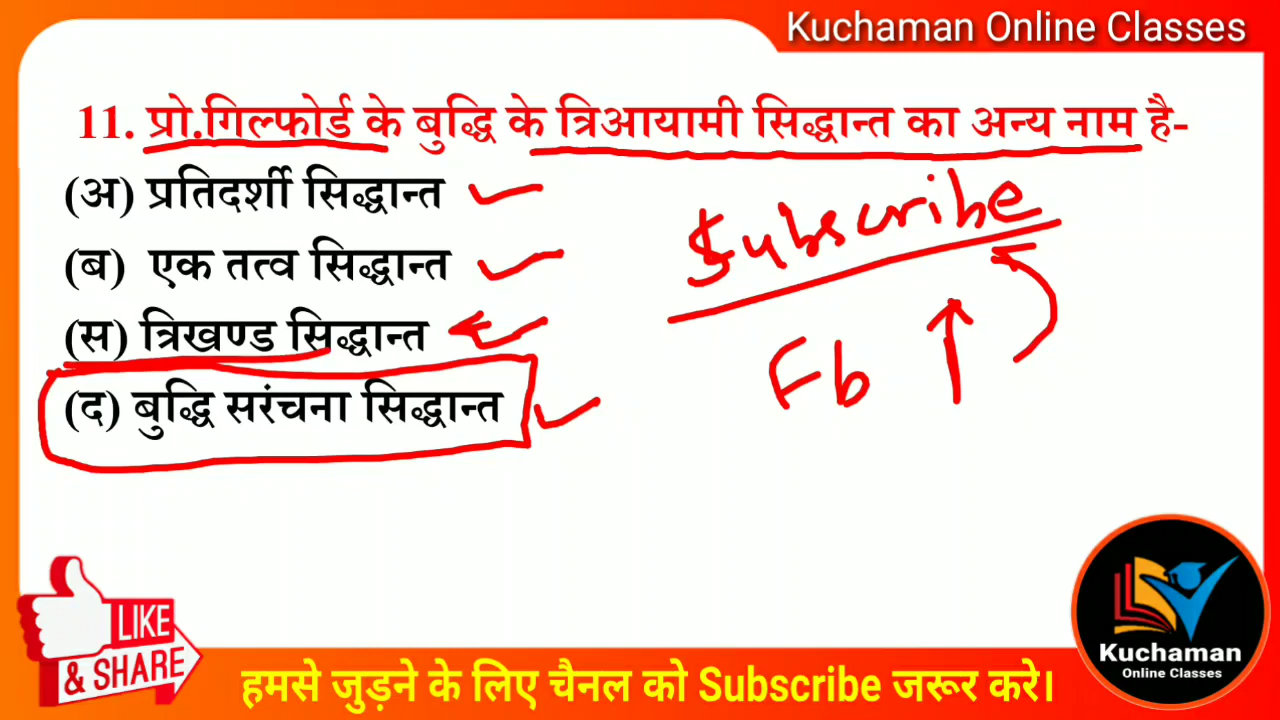 Kuchaman Online Classes
11. प्रो.गिल्फोर्ड के बुद्धि के त्रिआयामी सिद्धान्त का अन्य नाम है-
(अ) प्रतिदर्शी सिद्धान्त
(ब) एक तत्व सिद्धान्त
(स) त्रिखण्ड सिद्धान्त
(द) बुद्धि सरंचना सिद्धान्त
Subscribe
Fb
LIKE
& SHARE
हमसे जुड़ने के लिए चैनल को Subscribe जरूर करे।
Kuchaman
Online Classes